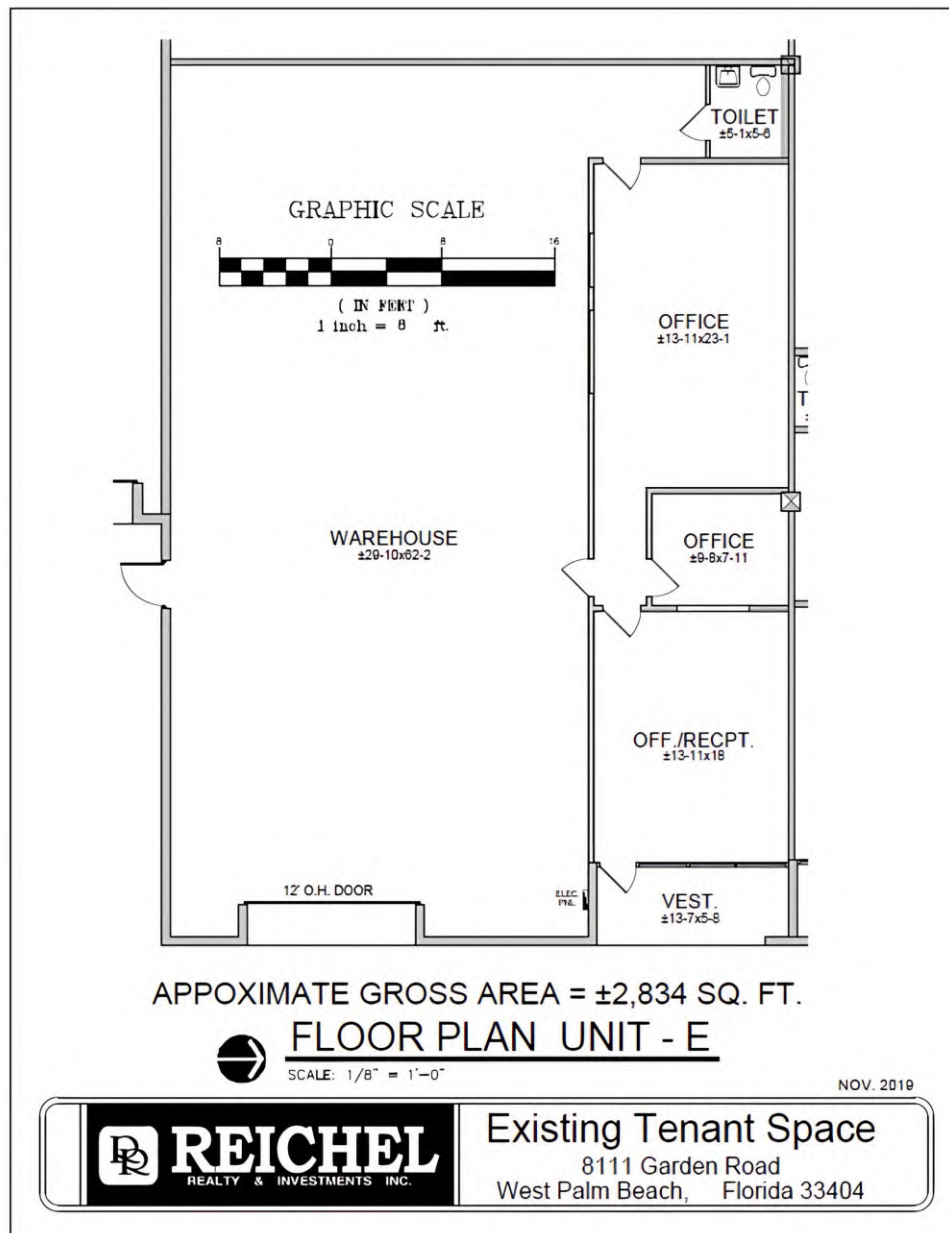 TOILET
±5-1x5-6
GRAPHIC SCALE
8 0 8 16
( IN FEET )
1 inch = 8 ft.
OFFICE
±13-11x23-1
WAREHOUSE
±29-10x62-2
OFFICE
±9-8x7-11
OFF./RECPT.
±13-11x18
12' O.H. DOOR
ELEC.
PNL.
VEST.
±13-7x5-8
APPOXIMATE GROSS AREA = ±2,834 SQ. FT.
FLOOR PLAN UNIT - E
SCALE: 1/8" = 1'-0"
NOV. 2019
REICHEL
REALTY & INVESTMENTS INC.
Existing Tenant Space
8111 Garden Road
West Palm Beach, Florida 33404